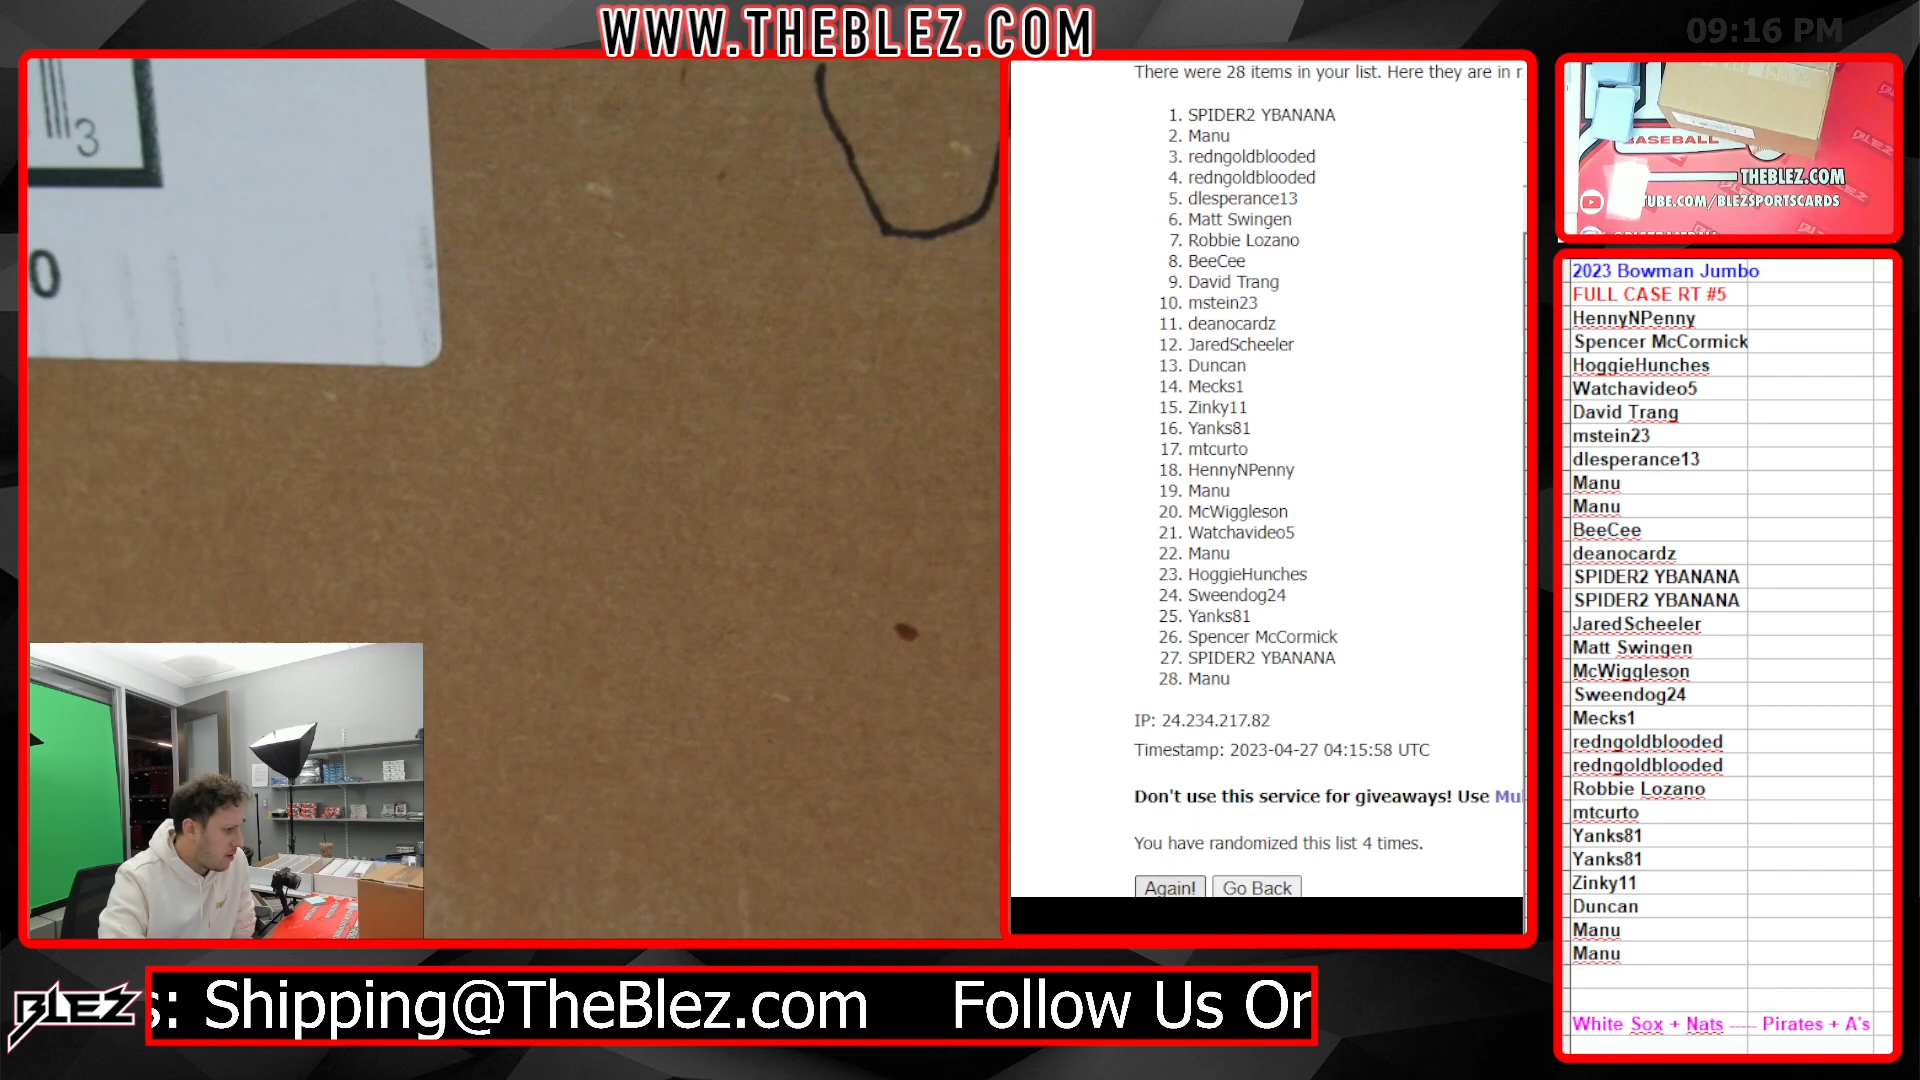 WWW.THEBLEZ.COM
09:16 PM
3
0
There were 28 items in your list. Here they are in r
1. SPIDER2 YBANANA
2. Manu
3. redngoldblooded
4. redngoldblooded
5. dlesperance13
6. Matt Swingen
7. Robbie Lozano
8. BeeCee
9. David Trang
10. mstein23
11. deanocardz
12. JaredScheeler
13. Duncan
14. Mecks1
15. Zinky11
16. Yanks81
17. mtcurto
18. HennyNPenny
19. Manu
20. McWiggleson
21. Watchavideo5
22. Manu
23. HoggieHunches
24. Sweendog24
25. Yanks81
26. Spencer McCormick
27. SPIDER2 YBANANA
28. Manu
IP: 24.234.217.82
Timestamp: 2023-04-27 04:15:58 UTC
Don't use this service for giveaways! Use Mul
You have randomized this list 4 times.
Again! Go Back
BASEBALL
THEBLEZ.COM
TUBE.COM/BLEZSPORTSCARDS
2023 Bowman Jumbo
FULL CASE RT #5
HennyNPenny
Spencer McCormick
HoggieHunches
Watchavideo5
David Trang
mstein23
dlesperance13
Manu
Manu
BeeCee
deanocardz
SPIDER2 YBANANA
SPIDER2 YBANANA
JaredScheeler
Matt Swingen
McWiggleson
Sweendog24
Mecks1
redngoldblooded
redngoldblooded
Robbie Lozano
mtcurto
Yanks81
Yanks81
Zinky11
Duncan
Manu
Manu
White Sox + Nats ----- Pirates + A's
BLEZ
s: Shipping@TheBlez.com Follow Us On